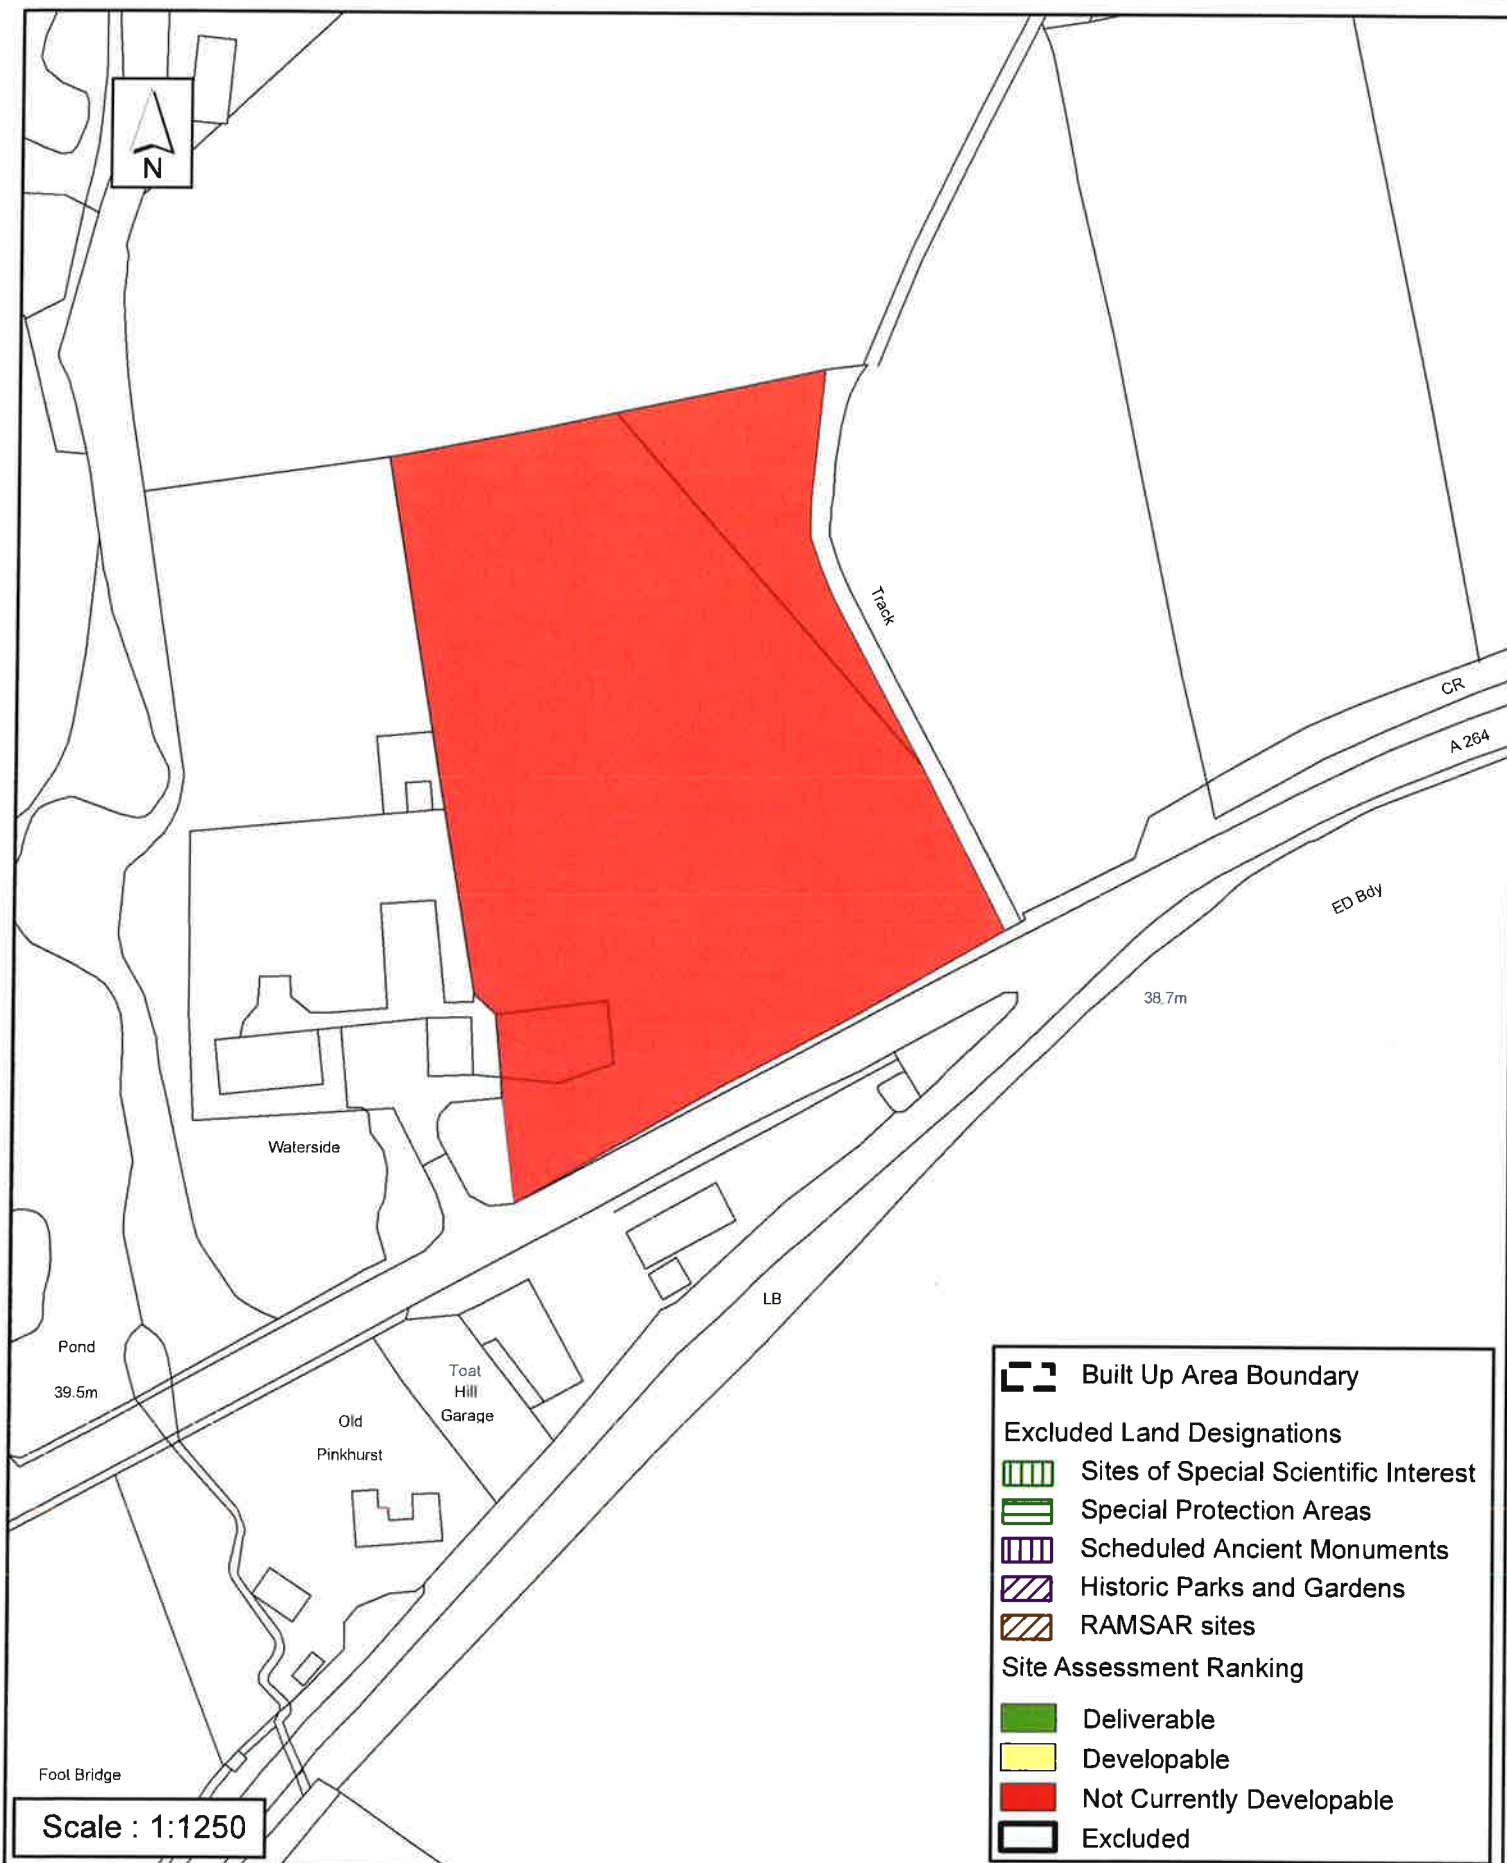 N
Track
CR
A 264
ED Bdy
38.7m
Waterside
LB
Pond
39.5m
Toat
Hill
Garage
Old
Pinkhurst
Foot Bridge
Scale : 1:1250
Built Up Area Boundary
Excluded Land Designations
Sites of Special Scientific Interest
Special Protection Areas
Scheduled Ancient Monuments
Historic Parks and Gardens
RAMSAR sites
Site Assessment Ranking
Deliverable
Developable
Not Currently Developable
Excluded